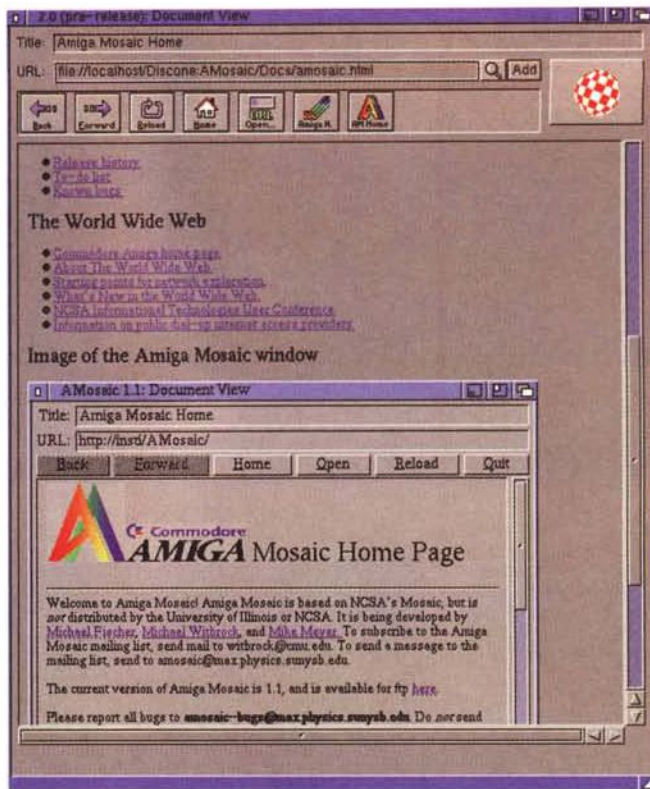 2.0 (pre-release): Document View
Title: Amiga Mosaic Home
URL: file://localhost/Discone:AMosaic/Docs/amosaic.html Add
Back Forward Reload Home Open... Amiga H. AM Home
Release history
To-do list
Known bugs
The World Wide Web
Commodore Amiga home page
About The World Wide Web
Starting points for network exploration
What's New in the World Wide Web
NCSA Informational Technologies User Conference
Information on public dial-up internet access providers
Image of the Amiga Mosaic window
AMosaic 1.1: Document View
Title: Amiga Mosaic Home
URL: http://insti/AMosaic/
Back Forward Home Open Reload Quit
Commodore
AMIGA Mosaic Home Page
Welcome to Amiga Mosaic! Amiga Mosaic is based on NCSA's Mosaic, but is
not distributed by the University of Illinois or NCSA. It is being developed by
Michael Fischer, Michael Witbrock, and Mike Meyer. To subscribe to the Amiga
Mosaic mailing list, send mail to witbrock@cmu.edu. To send a message to the
mailing list, send to amosaic@max.physics.sunysb.edu.
The current version of Amiga Mosaic is 1.1, and is available for ftp here.
Please report all bugs to amosaic-bugs@max.physics.sunysb.edu. Do not send